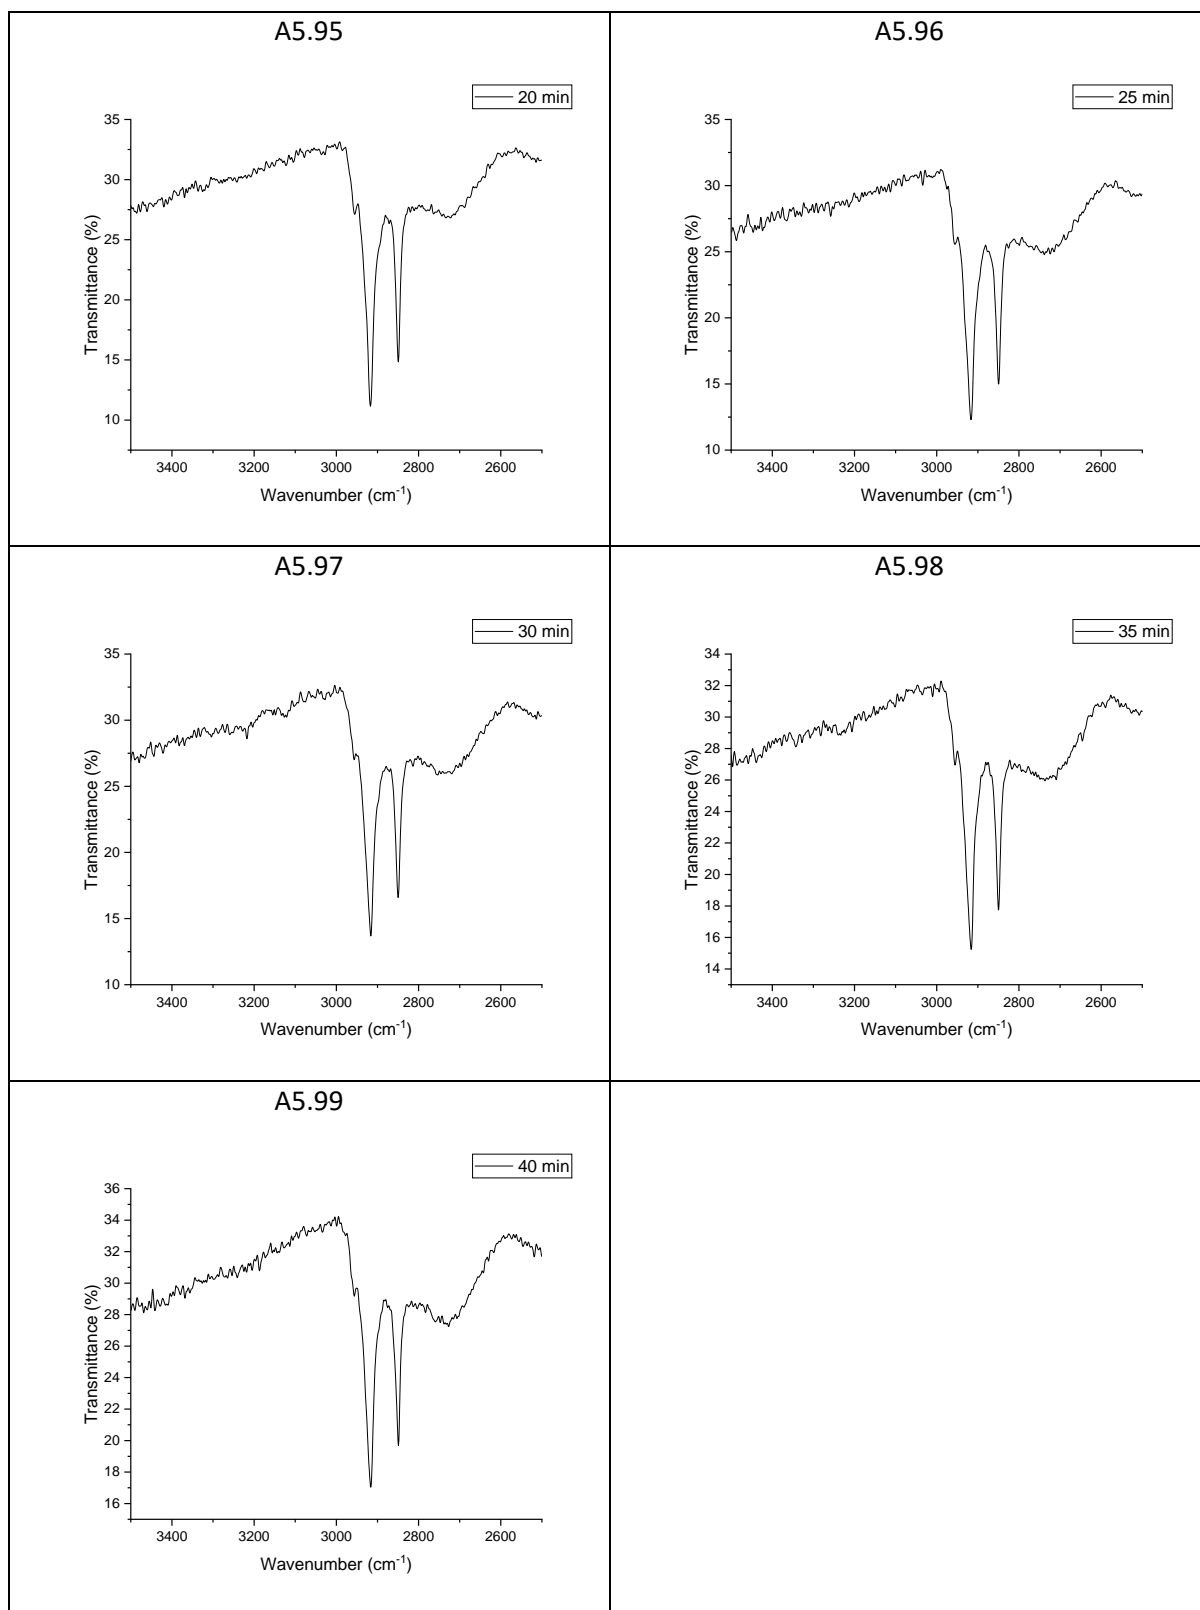 A5.95
20 min
35
30
25
20
15
10
Transmittance (%)
3400 3200 3000 2800 2600
Wavenumber (cm⁻¹)
A5.96
25 min
35
30
25
20
15
10
Transmittance (%)
3400 3200 3000 2800 2600
Wavenumber (cm⁻¹)
A5.97
30 min
35
30
25
20
15
10
Transmittance (%)
3400 3200 3000 2800 2600
Wavenumber (cm⁻¹)
A5.98
35 min
34
32
30
28
26
24
22
20
18
16
14
Transmittance (%)
3400 3200 3000 2800 2600
Wavenumber (cm⁻¹)
A5.99
40 min
36
34
32
30
28
26
24
22
20
18
16
Transmittance (%)
3400 3200 3000 2800 2600
Wavenumber (cm⁻¹)